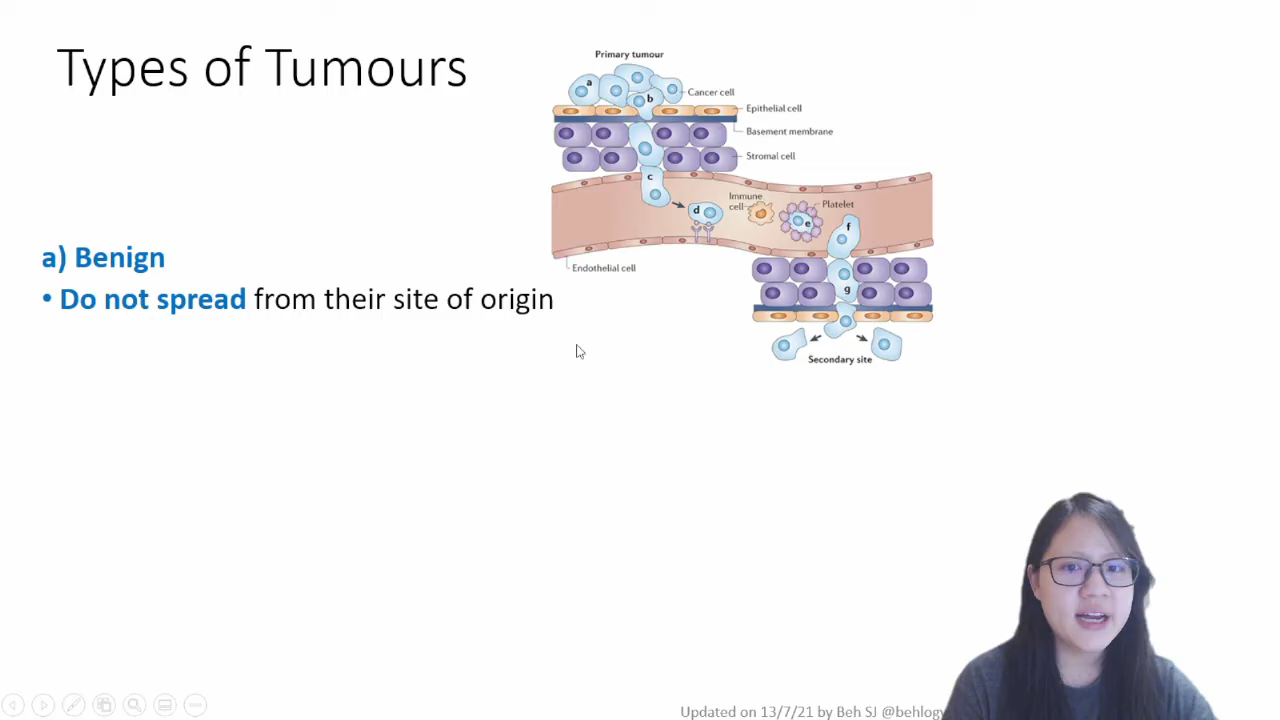 Types of Tumours
Primary tumour
a
b
Cancer cell
Epithelial cell
Basement membrane
Stromal cell
c
d
Immune
cell
Platelet
e
f
Endothelial cell
g
Secondary site
a) Benign
• Do not spread from their site of origin
Updated on 13/7/21 by Beh SJ @behlogy